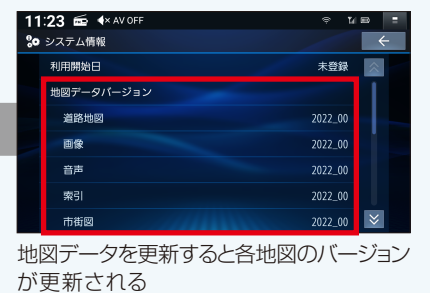 11:23 AV OFF
システム情報
利用開始日 未登録
地図データバージョン
道路地図 2022_00
画像 2022_00
音声 2022_00
索引 2022_00
市街図 2022_00
地図データを更新すると各地図のバージョン
が更新される